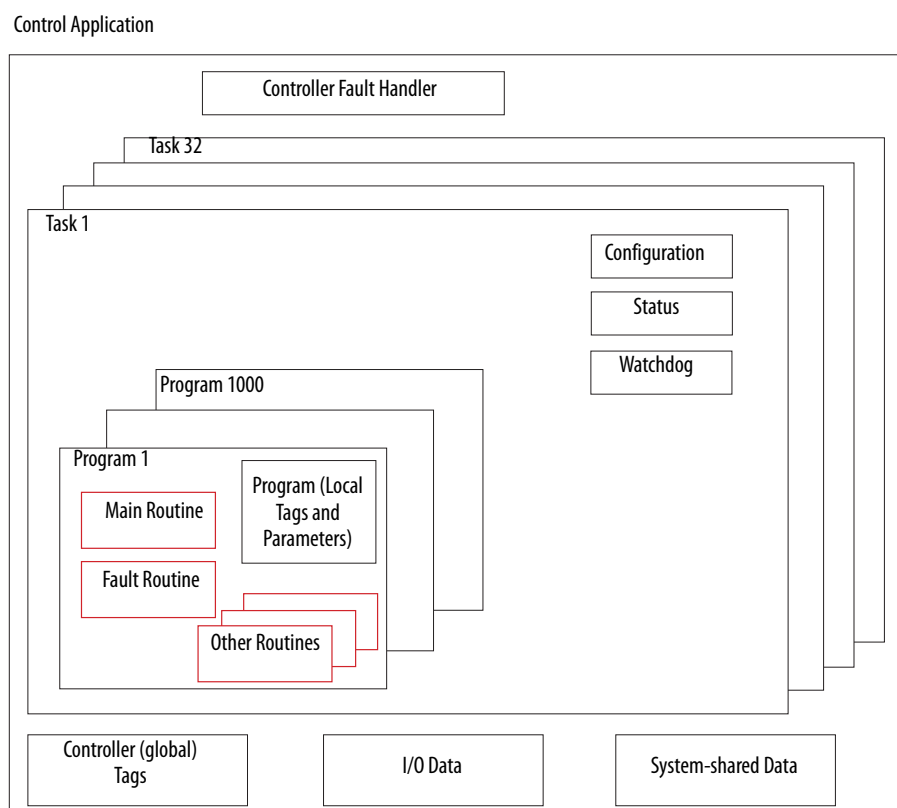 Control Application
Controller Fault Handler
Task 32
Task 1
Configuration
Status
Watchdog
Program 1000
Program 1
Main Routine
Program (Local
Tags and
Parameters)
Fault Routine
Other Routines
Controller (global)
Tags
I/O Data
System-shared Data